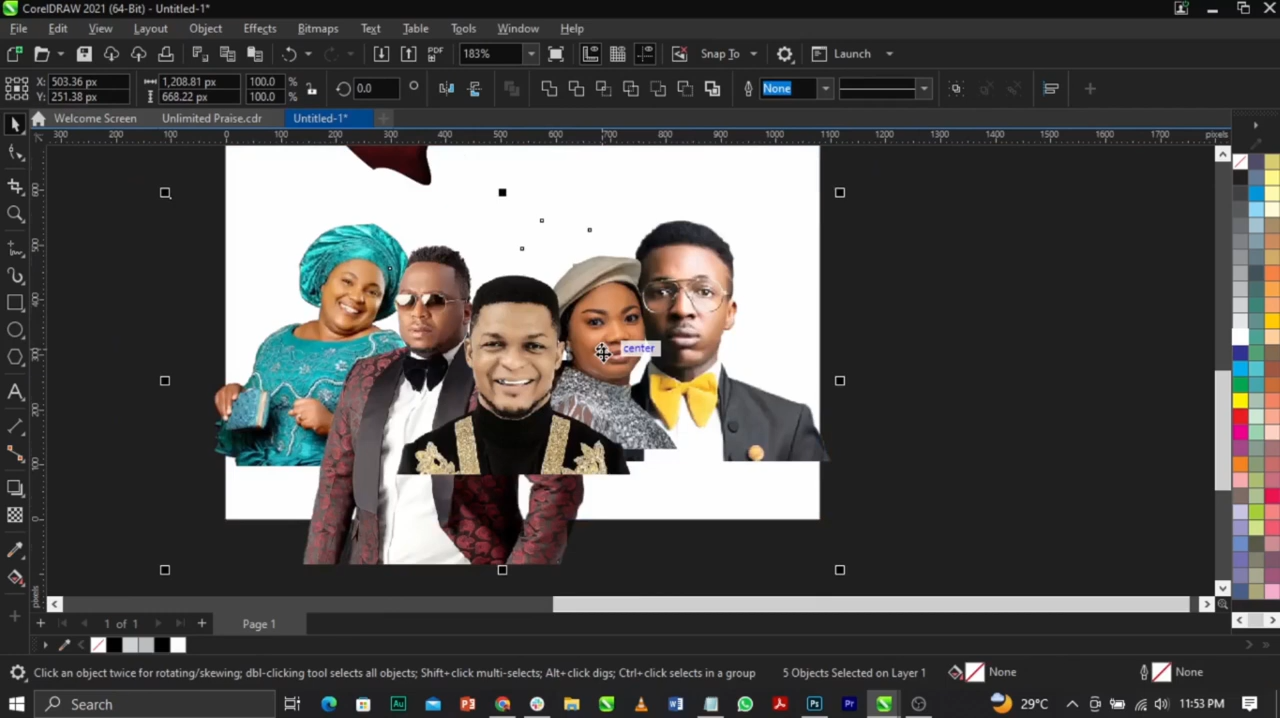 CorelDRAW 2021 (64-Bit) - Untitled-1*
File Edit View Layout Object Effects Bitmaps Text Table Tools Window Help
PDF 183% Snap To Launch
X: 503.36 px 1,208.81 px 100.0 % 0.0 None
Y: 251.38 px 668.22 px 100.0 %
Welcome Screen Unlimited Praise.cdr Untitled-1*
300 200 100 0 100 200 300 400 500 600 700 800 900 1000 1100 1200 1300 1400 1500 1600 1700 pixels
center
pixels
1 of 1 Page 1
Click an object twice for rotating/skewing; dbl-clicking tool selects all objects; Shift+click multi-selects; Alt+click digs; Ctrl+click selects in a group 5 Objects Selected on Layer 1 None None
Search 29°C 11:53 PM